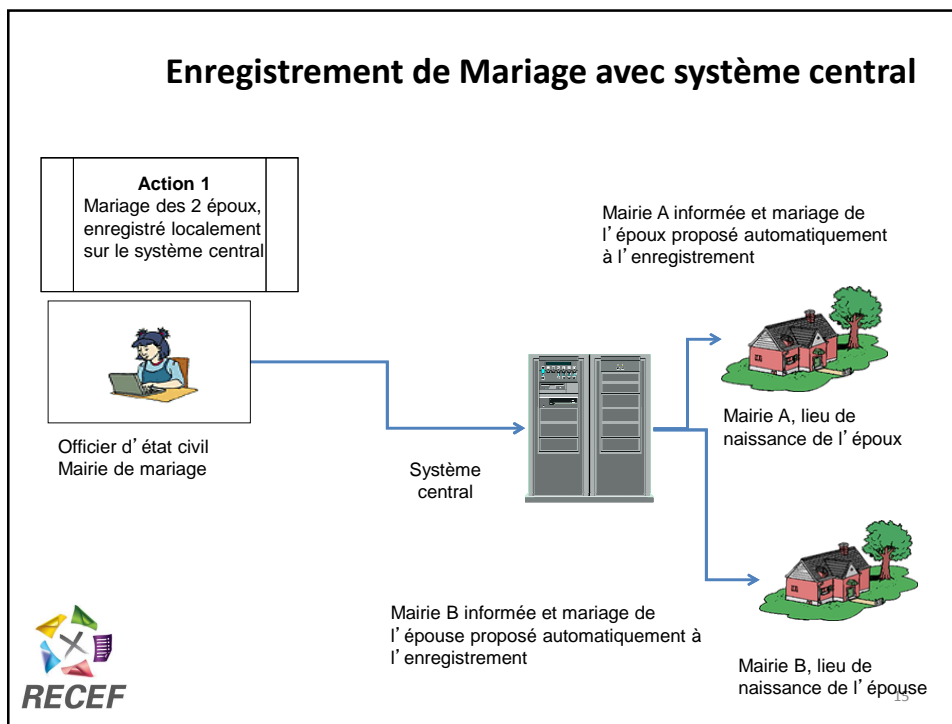 Enregistrement de Mariage avec système central
Action 1
Mariage des 2 époux,
enregistré localement
sur le système central
Officier d’état civil
Mairie de mariage
Système
central
Mairie A informée et mariage de
l’époux proposé automatiquement
à l’enregistrement
Mairie A, lieu de
naissance de l’époux
Mairie B informée et mariage de
l’épouse proposé automatiquement à
l’enregistrement
Mairie B, lieu de
naissance de l’épouse
RECEF
15